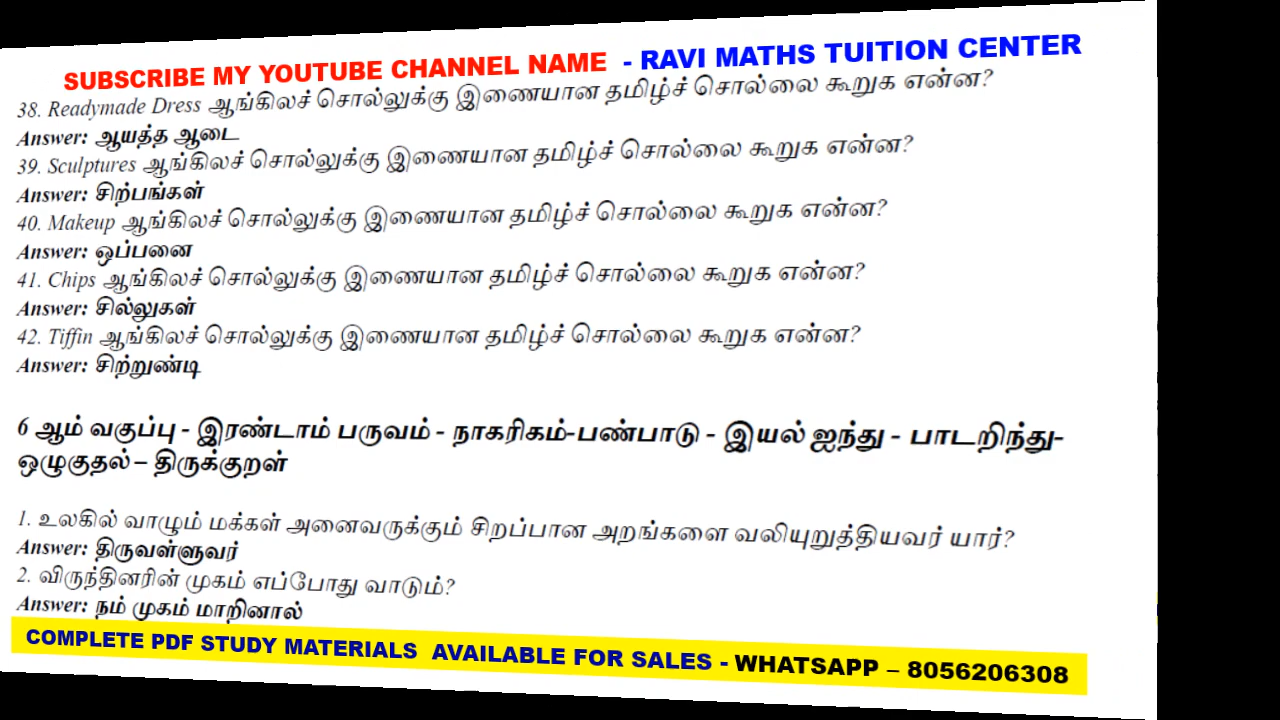 SUBSCRIBE MY YOUTUBE CHANNEL NAME - RAVI MATHS TUITION CENTER
38. Readymade Dress ஆங்கிலச் சொல்லுக்கு இணையான தமிழ்ச் சொல்லை கூறுக என்ன?
Answer: ஆயத்த ஆடை
39. Sculptures ஆங்கிலச் சொல்லுக்கு இணையான தமிழ்ச் சொல்லை கூறுக என்ன?
Answer: சிற்பங்கள்
40. Makeup ஆங்கிலச் சொல்லுக்கு இணையான தமிழ்ச் சொல்லை கூறுக என்ன?
Answer: ஒப்பனை
41. Chips ஆங்கிலச் சொல்லுக்கு இணையான தமிழ்ச் சொல்லை கூறுக என்ன?
Answer: சில்லுகள்
42. Tiffin ஆங்கிலச் சொல்லுக்கு இணையான தமிழ்ச் சொல்லை கூறுக என்ன?
Answer: சிற்றுண்டி
6 ஆம் வகுப்பு - இரண்டாம் பருவம் - நாகரிகம்-பண்பாடு - இயல் ஐந்து - பாடறிந்து-
ஒழுகுதல் – திருக்குறள்
1. உலகில் வாழும் மக்கள் அனைவருக்கும் சிறப்பான அறங்களை வலியுறுத்தியவர் யார்?
Answer: திருவள்ளுவர்
2. விருந்தினரின் முகம் எப்போது வாடும்?
Answer: நம் முகம் மாறினால்
COMPLETE PDF STUDY MATERIALS AVAILABLE FOR SALES - WHATSAPP – 8056206308